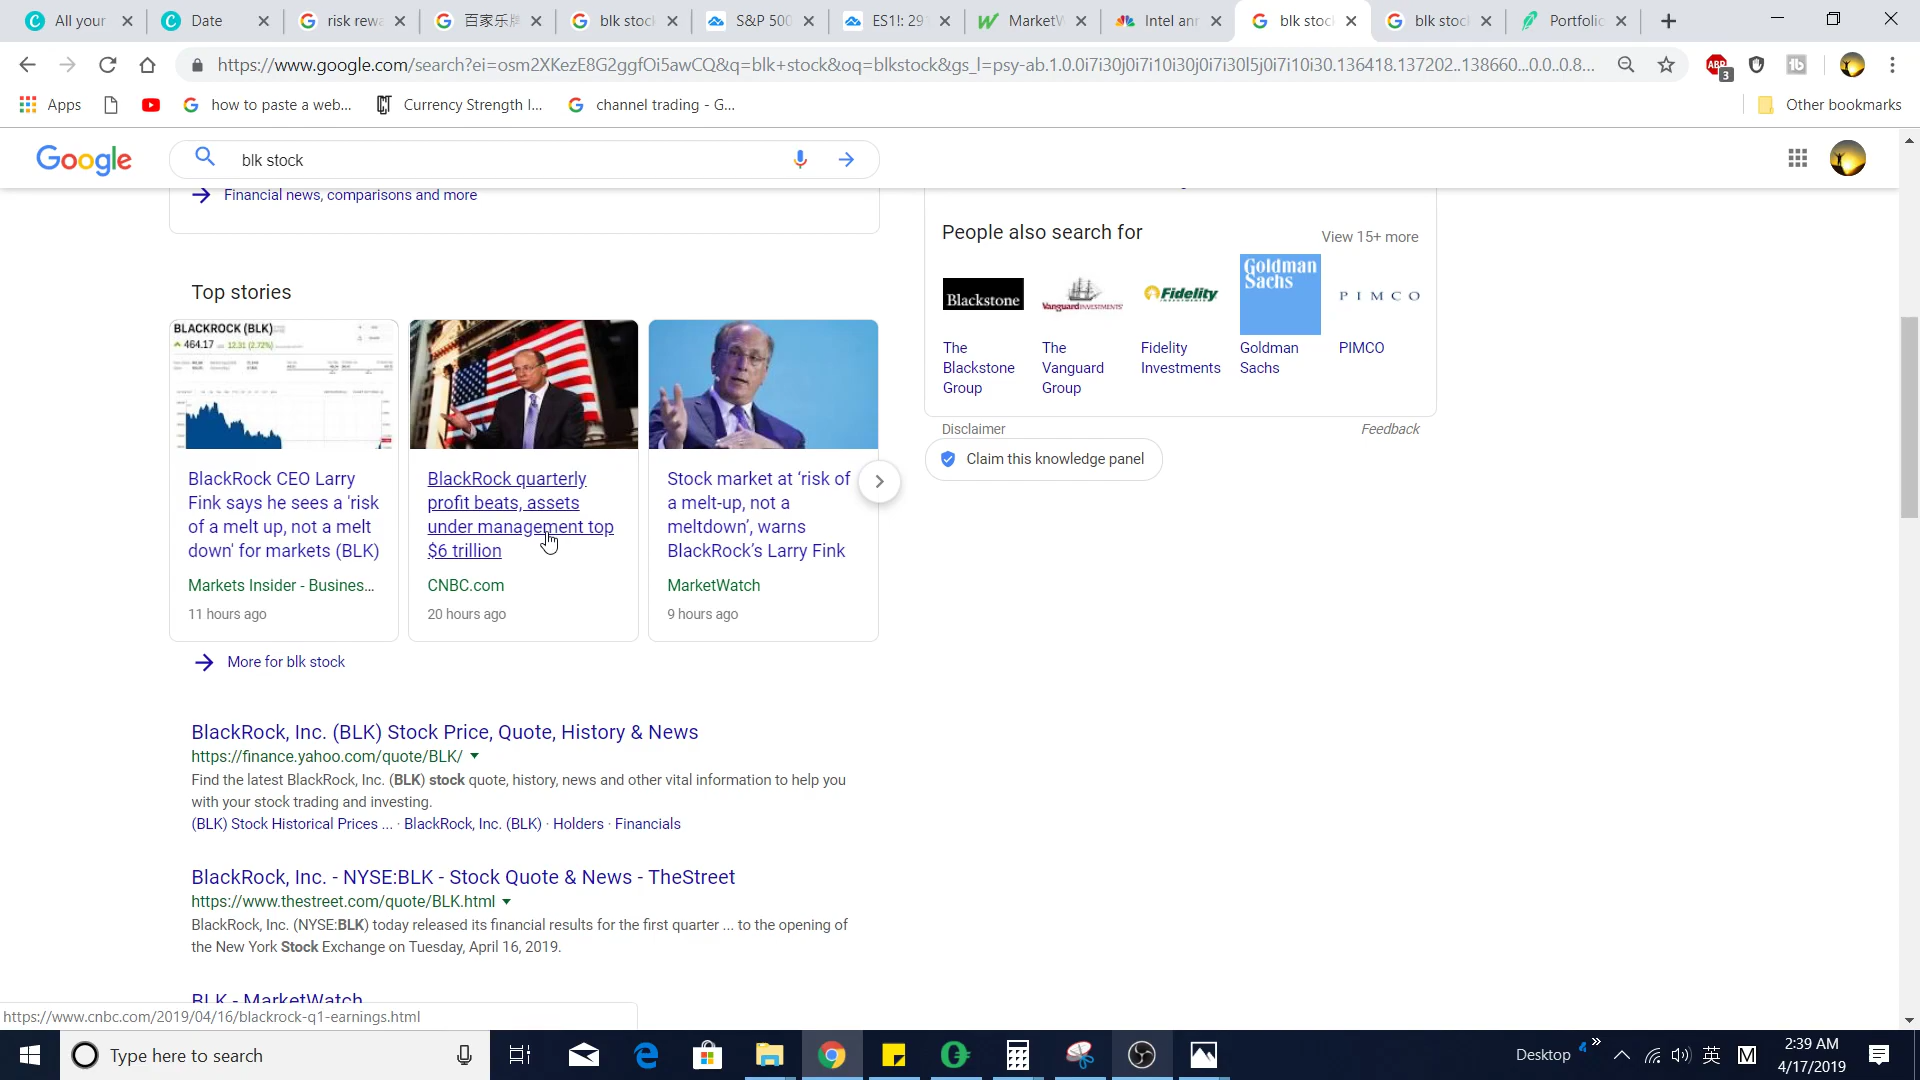 All your
Date
risk rewa
百家乐牌
blk stoc
S&P 500
ES1!: 29
MarketW
Intel ann
blk stoc
blk stoc
Portfolio
https://www.google.com/search?ei=osm2XKezE8G2ggfOi5awCQ&q=blk+stock&oq=blkstock&gs_l=psy-ab.1.0.0i7i30j0i7i10i30j0i7i30l5j0i7i10i30.136418.137202..138660...0.0..0.8...
ABP
3
Apps
how to paste a web...
Currency Strength I...
channel trading - G...
Other bookmarks
Google
blk stock
Financial news, comparisons and more
People also search for
View 15+ more
Blackstone
Vanguard INVESTMENTS
Fidelity
Goldman Sachs
PIMCO
The Blackstone Group
The Vanguard Group
Fidelity Investments
Goldman Sachs
PIMCO
Disclaimer
Feedback
Claim this knowledge panel
Top stories
BLACKROCK (BLK)
464.17 12.31 (2.72%)
BlackRock CEO Larry
Fink says he sees a 'risk
of a melt up, not a melt
down' for markets (BLK)
Markets Insider - Busines...
11 hours ago
BlackRock quarterly
profit beats, assets
under management top
$6 trillion
CNBC.com
20 hours ago
Stock market at ‘risk of
a melt-up, not a
meltdown’, warns
BlackRock’s Larry Fink
MarketWatch
9 hours ago
More for blk stock
BlackRock, Inc. (BLK) Stock Price, Quote, History & News
https://finance.yahoo.com/quote/BLK/
Find the latest BlackRock, Inc. (BLK) stock quote, history, news and other vital information to help you
with your stock trading and investing.
(BLK) Stock Historical Prices ... · BlackRock, Inc. (BLK) · Holders · Financials
BlackRock, Inc. - NYSE:BLK - Stock Quote & News - TheStreet
https://www.thestreet.com/quote/BLK.html
BlackRock, Inc. (NYSE:BLK) today released its financial results for the first quarter ... to the opening of
the New York Stock Exchange on Tuesday, April 16, 2019.
BLK - MarketWatch
https://www.cnbc.com/2019/04/16/blackrock-q1-earnings.html
Type here to search
Desktop
英
M
2:39 AM
4/17/2019